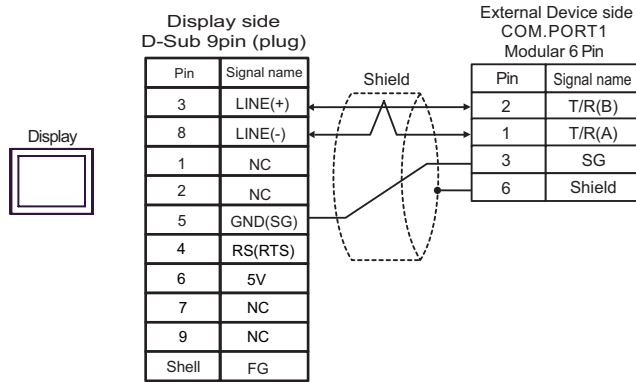 Display side
D-Sub 9pin (plug)
External Device side
COM.PORT1
Modular 6 Pin
Display
Shield
Pin Signal name
3 LINE(+)
8 LINE(-)
1 NC
2 NC
5 GND(SG)
4 RS(RTS)
6 5V
7 NC
9 NC
Shell FG
Pin Signal name
2 T/R(B)
1 T/R(A)
3 SG
6 Shield